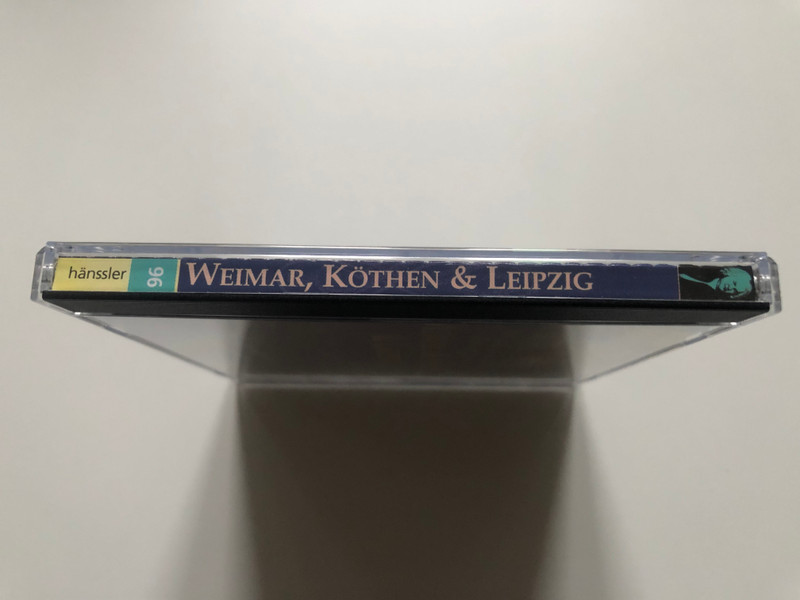 hänssler
96
WEIMAR, KÖTHEN & LEIPZIG